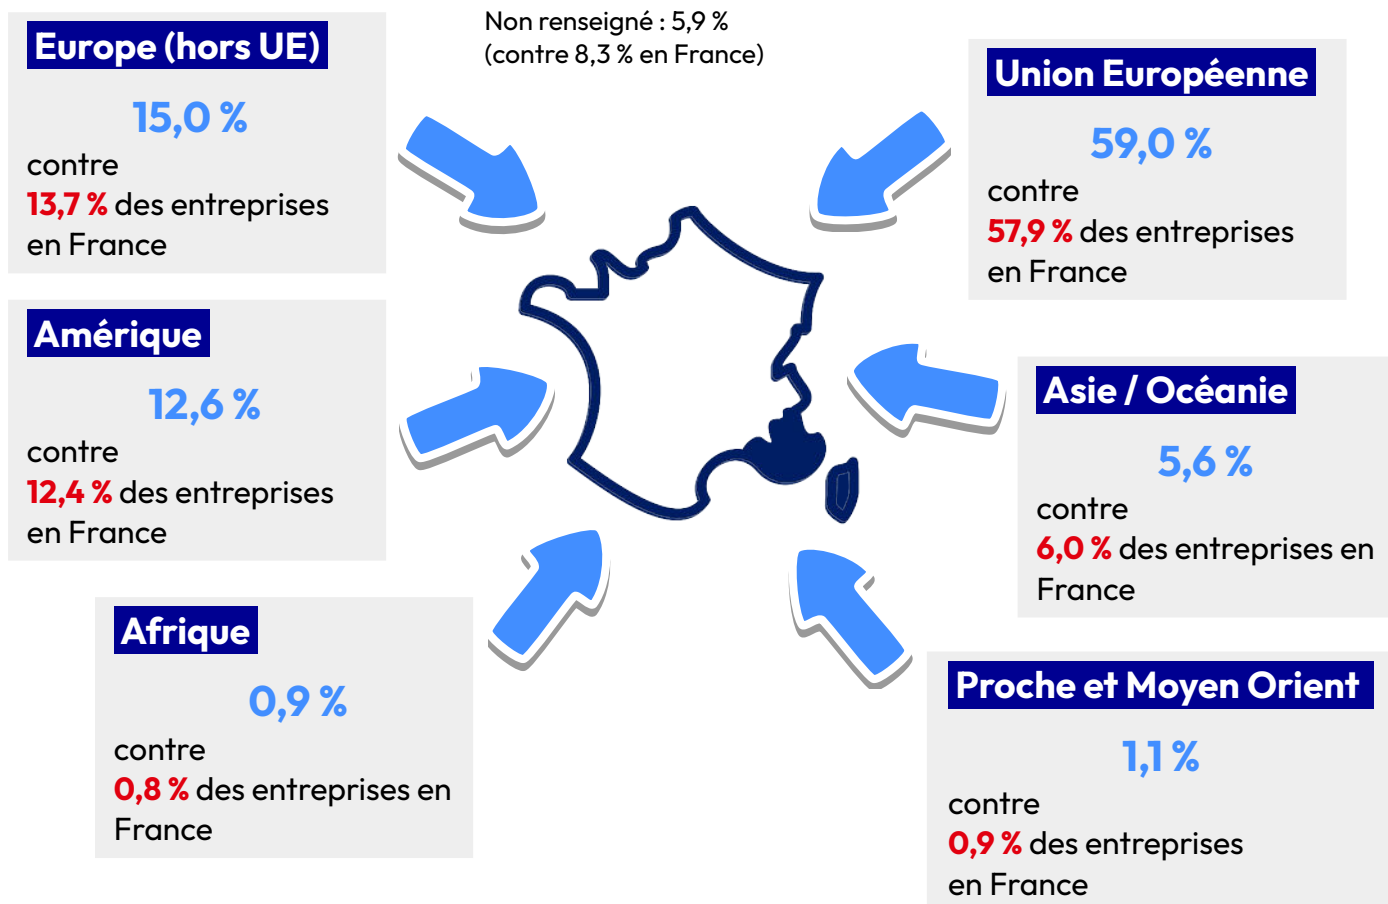 Non renseigné : 5,9 %
(contre 8,3 % en France)
Europe (hors UE)
15,0 %
contre
13,7 % des entreprises
en France
Union Européenne
59,0 %
contre
57,9 % des entreprises
en France
Amérique
12,6 %
contre
12,4 % des entreprises
en France
Asie / Océanie
5,6 %
contre
6,0 % des entreprises en
France
Afrique
0,9 %
contre
0,8 % des entreprises en
France
Proche et Moyen Orient
1,1 %
contre
0,9 % des entreprises
en France